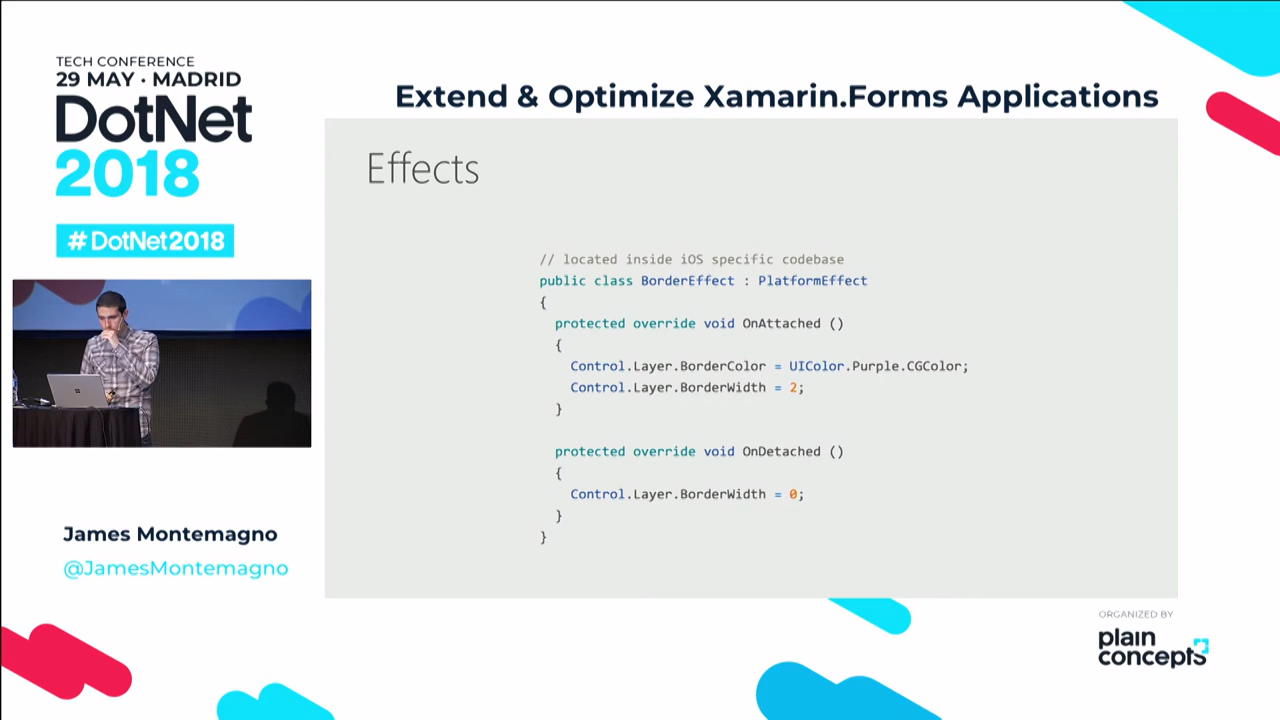 TECH CONFERENCE
29 MAY · MADRID
DotNet
2018
#DotNet2018
Extend & Optimize Xamarin.Forms Applications
Effects
// located inside iOS specific codebase
public class BorderEffect : PlatformEffect
{
protected override void OnAttached ()
{
Control.Layer.BorderColor = UIColor.Purple.CGColor;
Control.Layer.BorderWidth = 2;
}
protected override void OnDetached ()
{
Control.Layer.BorderWidth = 0;
}
}
James Montemagno
@JamesMontemagno
ORGANIZED BY
plain
concepts